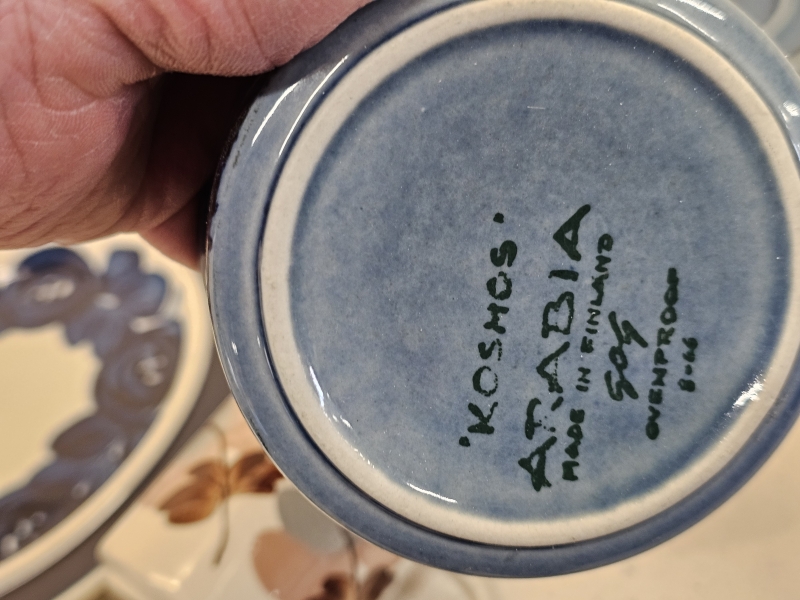 'KOSMOS'
ARABIA
MADE IN FINLAND
gog
OVENPROOF
8-66